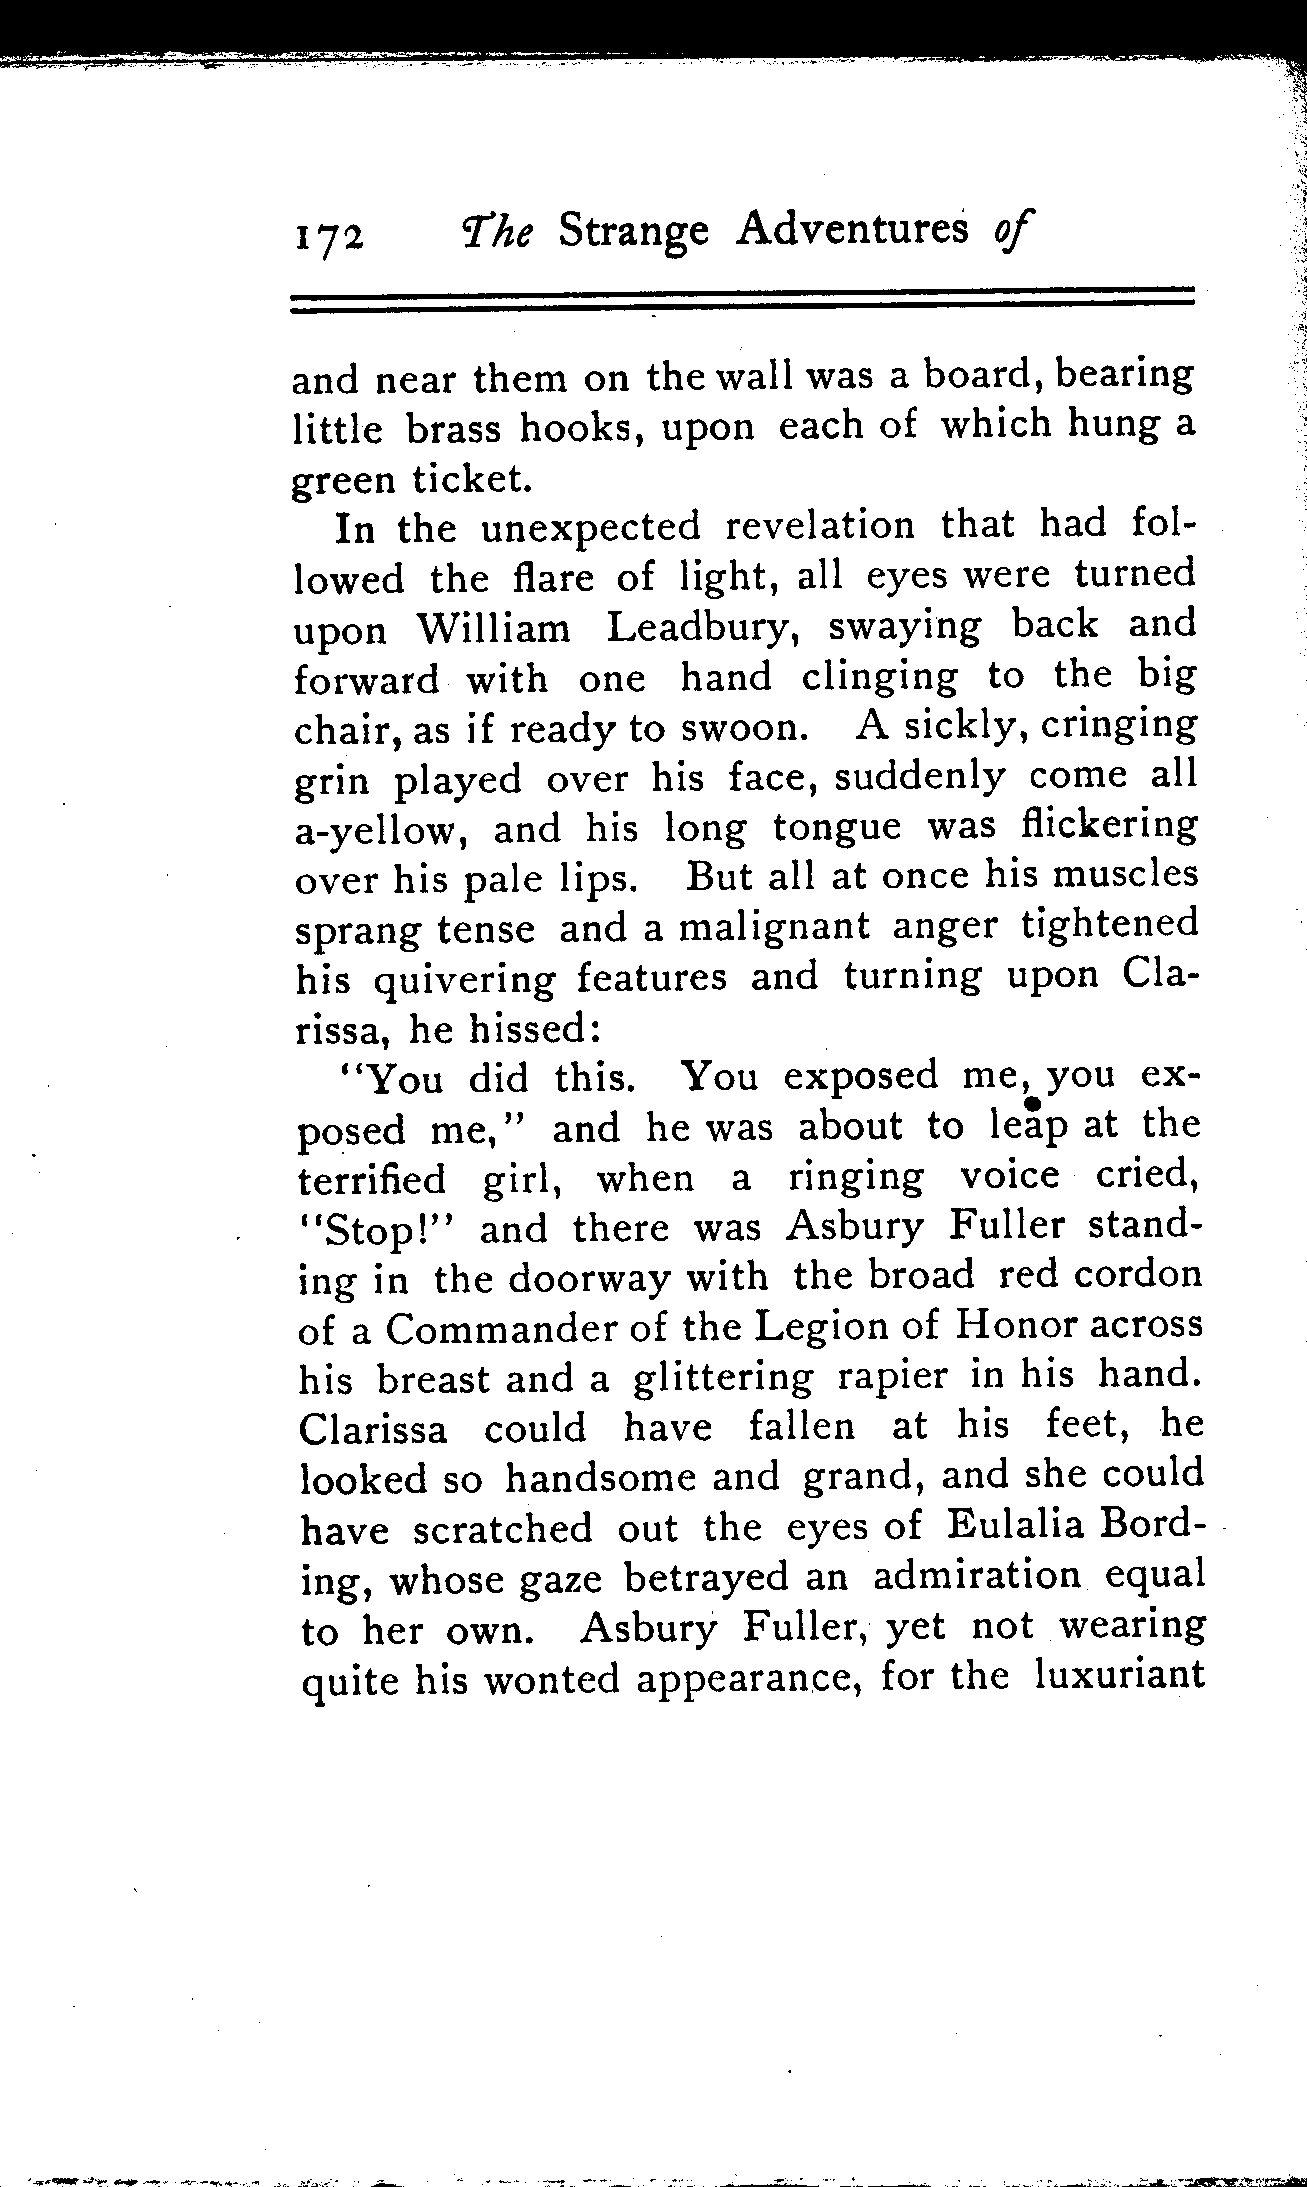 172 The Strange Adventures of
and near them on the wall was a board, bearing
little brass hooks, upon each of which hung a
green ticket.
In the unexpected revelation that had fol-
lowed the flare of light, all eyes were turned
upon William Leadbury, swaying back and
forward with one hand clinging to the big
chair, as if ready to swoon. A sickly, cringing
grin played over his face, suddenly come all
a-yellow, and his long tongue was flickering
over his pale lips. But all at once his muscles
sprang tense and a malignant anger tightened
his quivering features and turning upon Cla-
rissa, he hissed:
"You did this. You exposed me, you ex-
posed me," and he was about to leap at the
terrified girl, when a ringing voice cried,
"Stop!" and there was Asbury Fuller stand-
ing in the doorway with the broad red cordon
of a Commander of the Legion of Honor across
his breast and a glittering rapier in his hand.
Clarissa could have fallen at his feet, he
looked so handsome and grand, and she could
have scratched out the eyes of Eulalia Bord-
ing, whose gaze betrayed an admiration equal
to her own. Asbury Fuller, yet not wearing
quite his wonted appearance, for the luxuriant